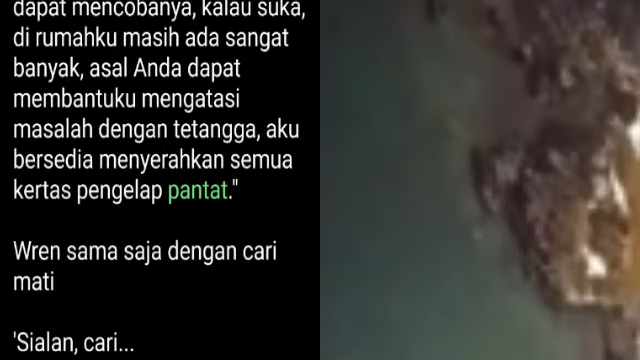 dapat mencobanya, kalau suka,
di rumahku masih ada sangat
banyak, asal Anda dapat
membantuku mengatasi
masalah dengan tetangga, aku
bersedia menyerahkan semua
kertas pengelap pantat."
Wren sama saja dengan cari
mati
'Sialan, cari...